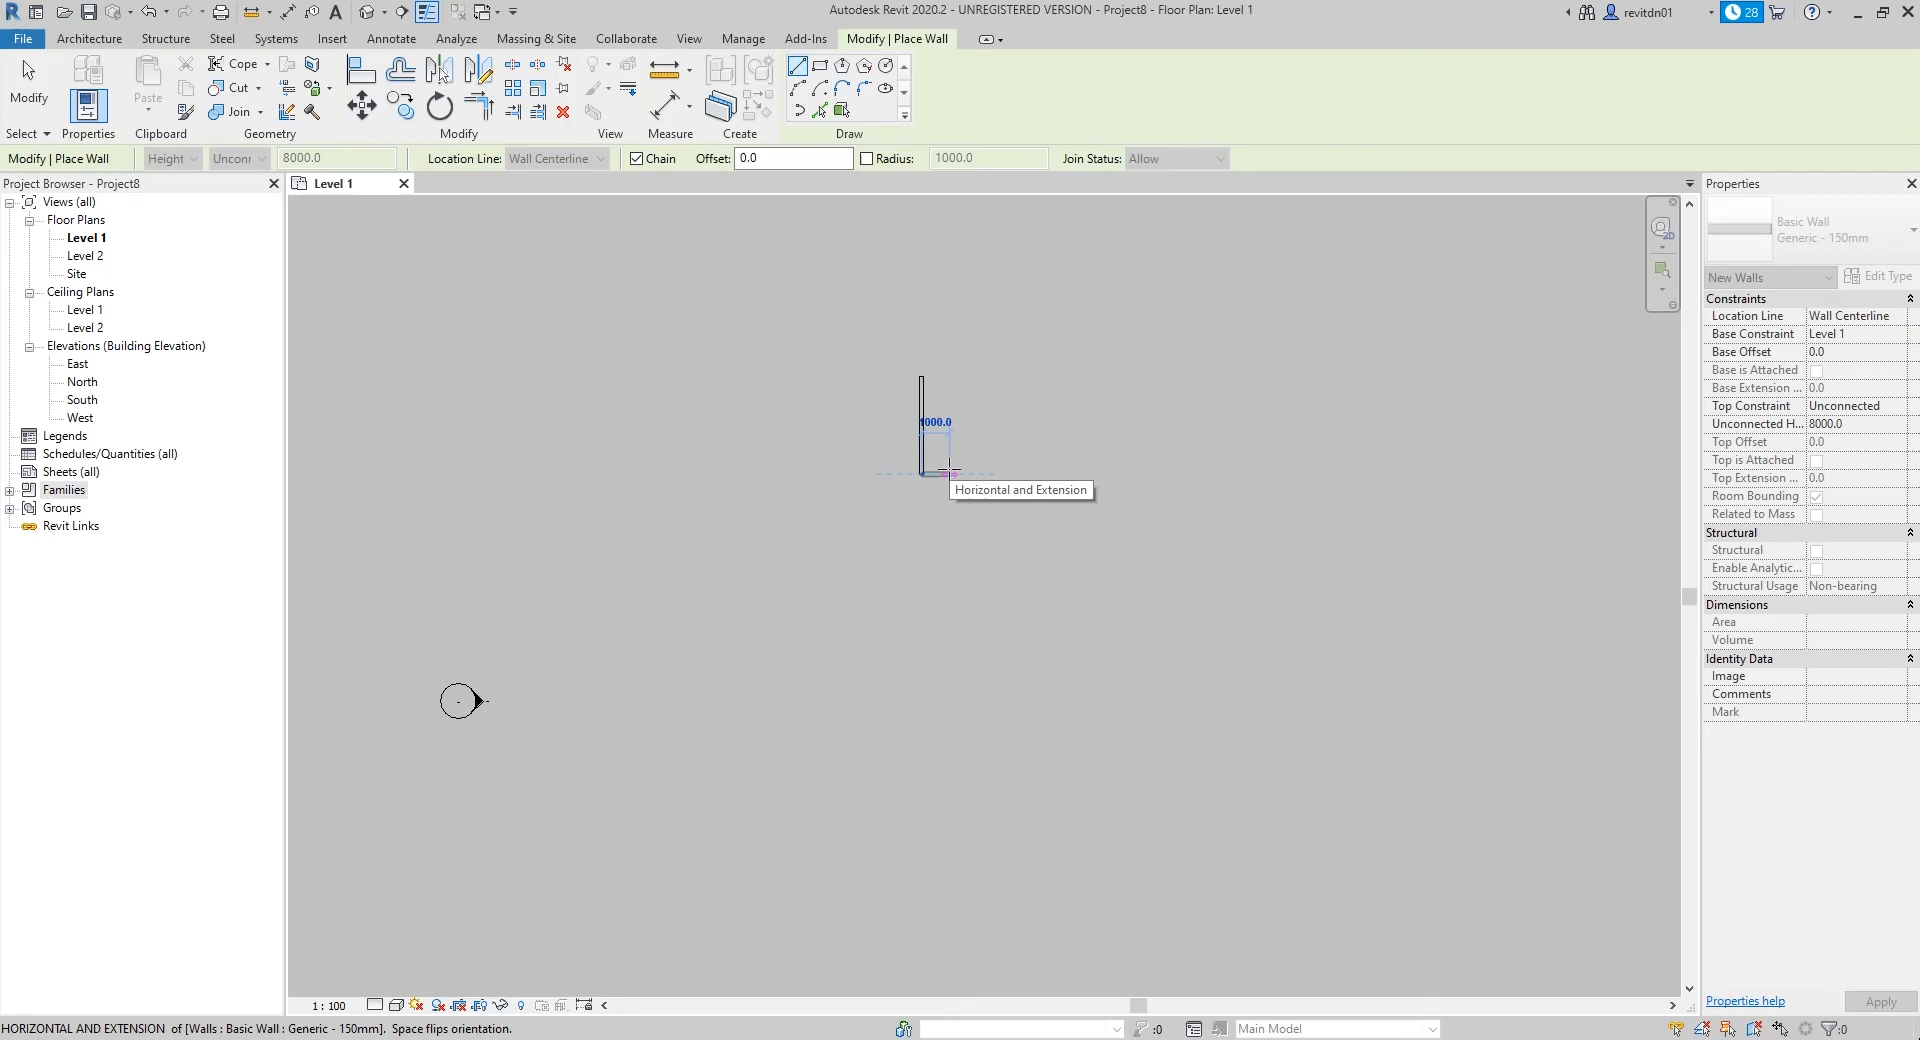 Autodesk Revit 2020.2 - UNREGISTERED VERSION - Project8 - Floor Plan: Level 1
revitdn01
28
File Architecture Structure Steel Systems Insert Annotate Analyze Massing & Site Collaborate View Manage Add-Ins Modify | Place Wall
Modify
Paste
Cope
Cut
Join
Select Properties Clipboard Geometry Modify View Measure Create Draw
Modify | Place Wall Height Unconr 8000.0 Location Line: Wall Centerline Chain Offset: 0.0 Radius: 1000.0 Join Status: Allow
Project Browser - Project8
Views (all)
Floor Plans
Level 1
Level 2
Site
Ceiling Plans
Level 1
Level 2
Elevations (Building Elevation)
East
North
South
West
Legends
Schedules/Quantities (all)
Sheets (all)
Families
Groups
Revit Links
Level 1
2D
1000.0
Horizontal and Extension
Properties
Basic Wall
Generic - 150mm
New Walls Edit Type
Constraints
Location Line Wall Centerline
Base Constraint Level 1
Base Offset 0.0
Base is Attached
Base Extension ... 0.0
Top Constraint Unconnected
Unconnected H... 8000.0
Top Offset 0.0
Top is Attached
Top Extension ... 0.0
Room Bounding
Related to Mass
Structural
Structural
Enable Analytic...
Structural Usage Non-bearing
Dimensions
Area
Volume
Identity Data
Image
Comments
Mark
Properties help Apply
1 : 100
HORIZONTAL AND EXTENSION of [Walls : Basic Wall : Generic - 150mm]. Space flips orientation.
:0
Main Model
:0